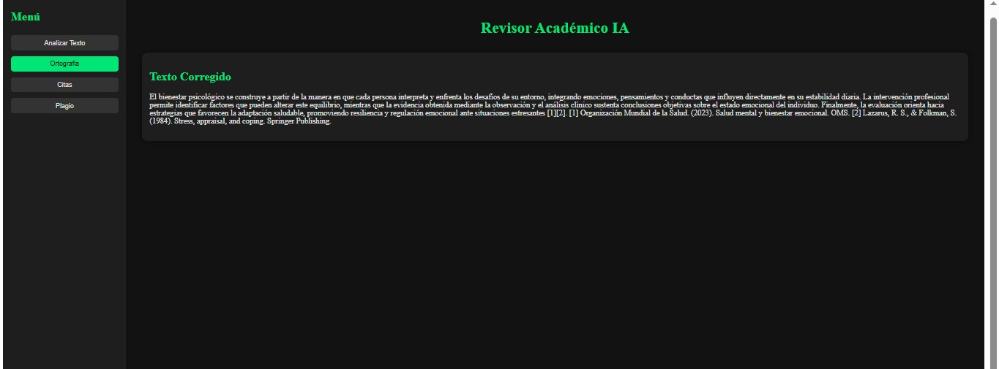 Menú
Analizar Texto
Ortografía
Citas
Plagio
Revisor Académico IA
Texto Corregido
El bienestar psicológico se construye a partir de la manera en que cada persona interpreta y enfrenta los desafíos de su entorno, integrando emociones, pensamientos y conductas que influyen directamente en su estabilidad diaria. La intervención profesional
permite identificar factores que pueden alterar este equilibrio, mientras que la evidencia obtenida mediante la observación y el análisis clínico sustenta conclusiones objetivas sobre el estado emocional del individuo. Finalmente, la evaluación orienta hacia
estrategias que favorecen la adaptación saludable, promoviendo resiliencia y regulación emocional ante situaciones estresantes [1][2]. [1] Organización Mundial de la Salud. (2023). Salud mental y bienestar emocional. OMS. [2] Lazarus, R. S., & Folkman, S.
(1984). Stress, appraisal, and coping. Springer Publishing.